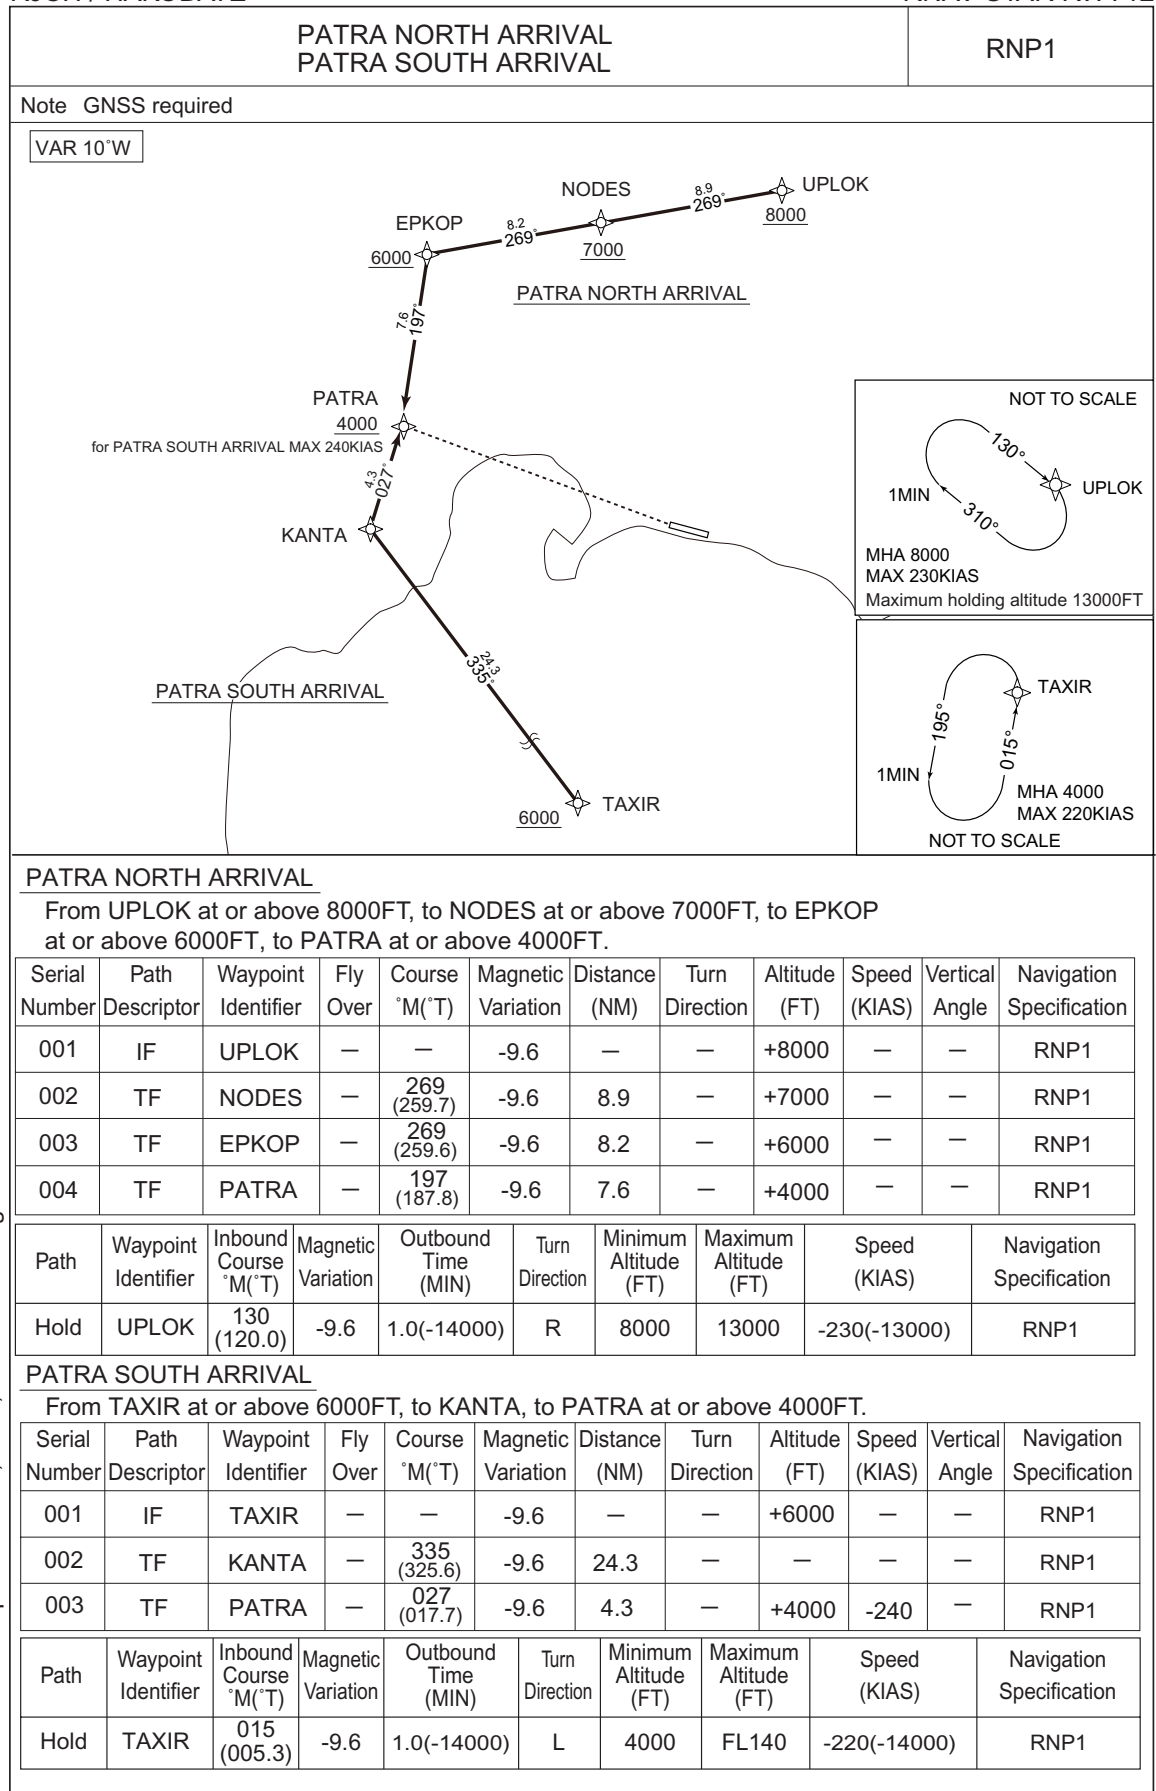 PATRA NORTH ARRIVAL
PATRA SOUTH ARRIVAL
RNP1
Note GNSS required
VAR 10˚W
UPLOK
8000
8.9
269˚
NODES
7000
8.2
269˚
EPKOP
6000
PATRA NORTH ARRIVAL
7.6
197˚
PATRA
4000
for PATRA SOUTH ARRIVAL MAX 240KIAS
4.3
027˚
KANTA
24.3
335˚
PATRA SOUTH ARRIVAL
6000
TAXIR
NOT TO SCALE
130°
UPLOK
1MIN
310°
MHA 8000
MAX 230KIAS
Maximum holding altitude 13000FT
TAXIR
195°
015°
1MIN
MHA 4000
MAX 220KIAS
NOT TO SCALE
PATRA NORTH ARRIVAL
From UPLOK at or above 8000FT, to NODES at or above 7000FT, to EPKOP
at or above 6000FT, to PATRA at or above 4000FT.
Serial Number Path Descriptor Waypoint Identifier Fly Over Course ˚M(˚T) Magnetic Variation Distance (NM) Turn Direction Altitude (FT) Speed (KIAS) Vertical Angle Navigation Specification
001 IF UPLOK — — -9.6 — — +8000 — — RNP1
002 TF NODES — 269 (259.7) -9.6 8.9 — +7000 — — RNP1
003 TF EPKOP — 269 (259.6) -9.6 8.2 — +6000 — — RNP1
004 TF PATRA — 197 (187.8) -9.6 7.6 — +4000 — — RNP1
Path Waypoint Identifier Inbound Course ˚M(˚T) Magnetic Variation Outbound Time (MIN) Turn Direction Minimum Altitude (FT) Maximum Altitude (FT) Speed (KIAS) Navigation Specification
Hold UPLOK 130 (120.0) -9.6 1.0(-14000) R 8000 13000 -230(-13000) RNP1
PATRA SOUTH ARRIVAL
From TAXIR at or above 6000FT, to KANTA, to PATRA at or above 4000FT.
Serial Number Path Descriptor Waypoint Identifier Fly Over Course ˚M(˚T) Magnetic Variation Distance (NM) Turn Direction Altitude (FT) Speed (KIAS) Vertical Angle Navigation Specification
001 IF TAXIR — — -9.6 — — +6000 — — RNP1
002 TF KANTA — 335 (325.6) -9.6 24.3 — — — — RNP1
003 TF PATRA — 027 (017.7) -9.6 4.3 — +4000 -240 — RNP1
Path Waypoint Identifier Inbound Course ˚M(˚T) Magnetic Variation Outbound Time (MIN) Turn Direction Minimum Altitude (FT) Maximum Altitude (FT) Speed (KIAS) Navigation Specification
Hold TAXIR 015 (005.3) -9.6 1.0(-14000) L 4000 FL140 -220(-14000) RNP1